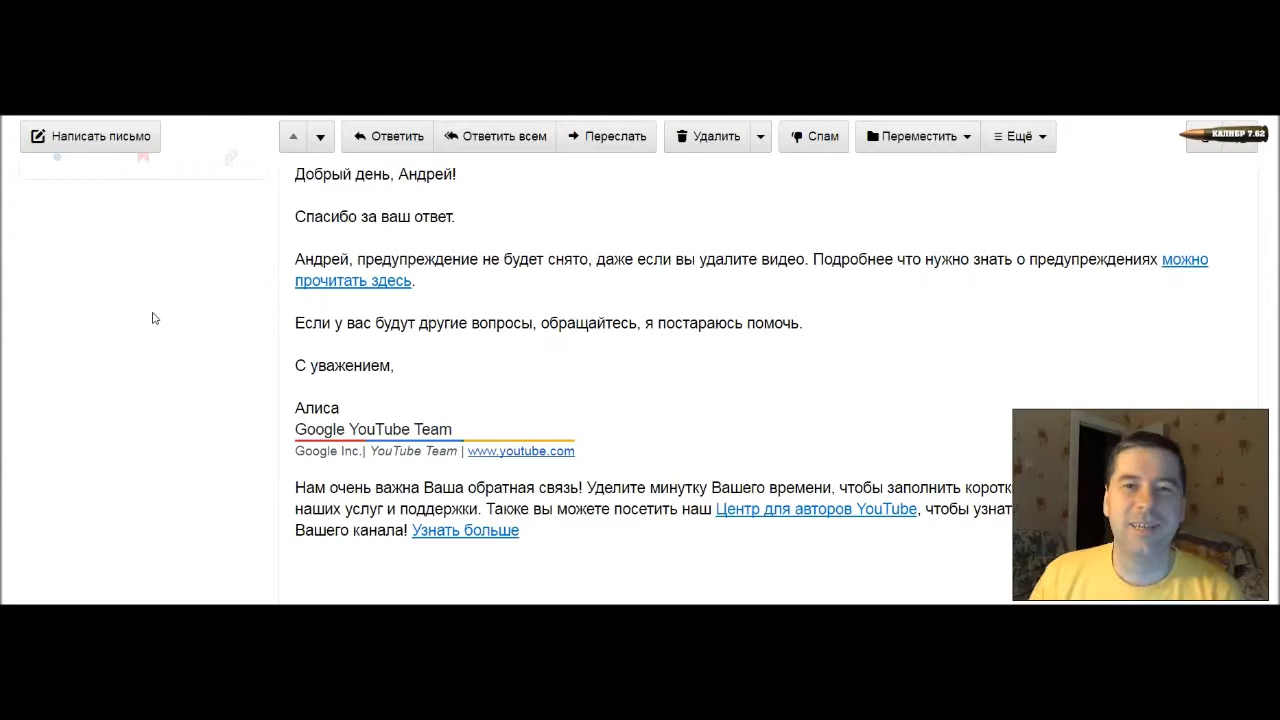 Написать письмо
Ответить
Ответить всем
Переслать
Удалить
Спам
Переместить
Ещё
КАЛИБЕР 7.62
Добрый день, Андрей!
Спасибо за ваш ответ.
Андрей, предупреждение не будет снято, даже если вы удалите видео. Подробнее что нужно знать о предупреждениях можно
прочитать здесь.
Если у вас будут другие вопросы, обращайтесь, я постараюсь помочь.
С уважением,
Алиса
Google YouTube Team
Google Inc.| YouTube Team | www.youtube.com
Нам очень важна Ваша обратная связь! Уделите минутку Вашего времени, чтобы заполнить коротк
наших услуг и поддержки. Также вы можете посетить наш Центр для авторов YouTube, чтобы узнат
Вашего канала! Узнать больше